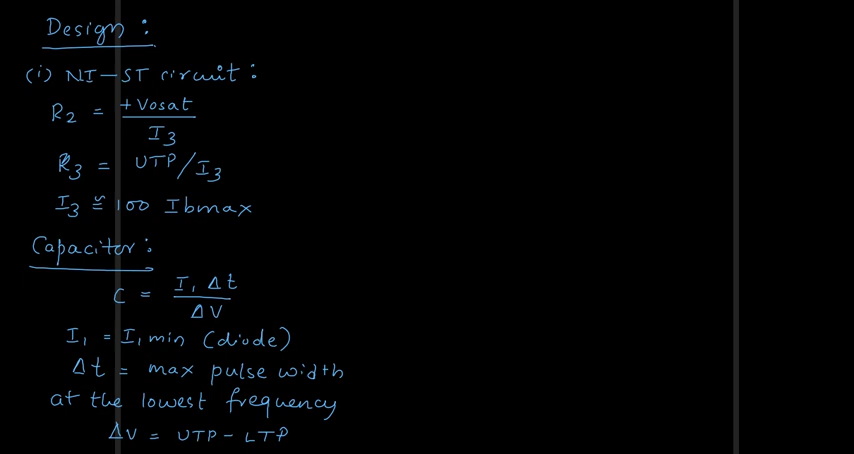 Design :
(i) NI-ST circuit :
R2 = +Vosat / I3
R3 = UTP/I3
I3 ≅ 100 Ibmax
Capacitor :
C = I1 Δt / ΔV
I1 = I1 min (diode)
Δt = max pulse width
at the lowest frequency
ΔV = UTP - LTP